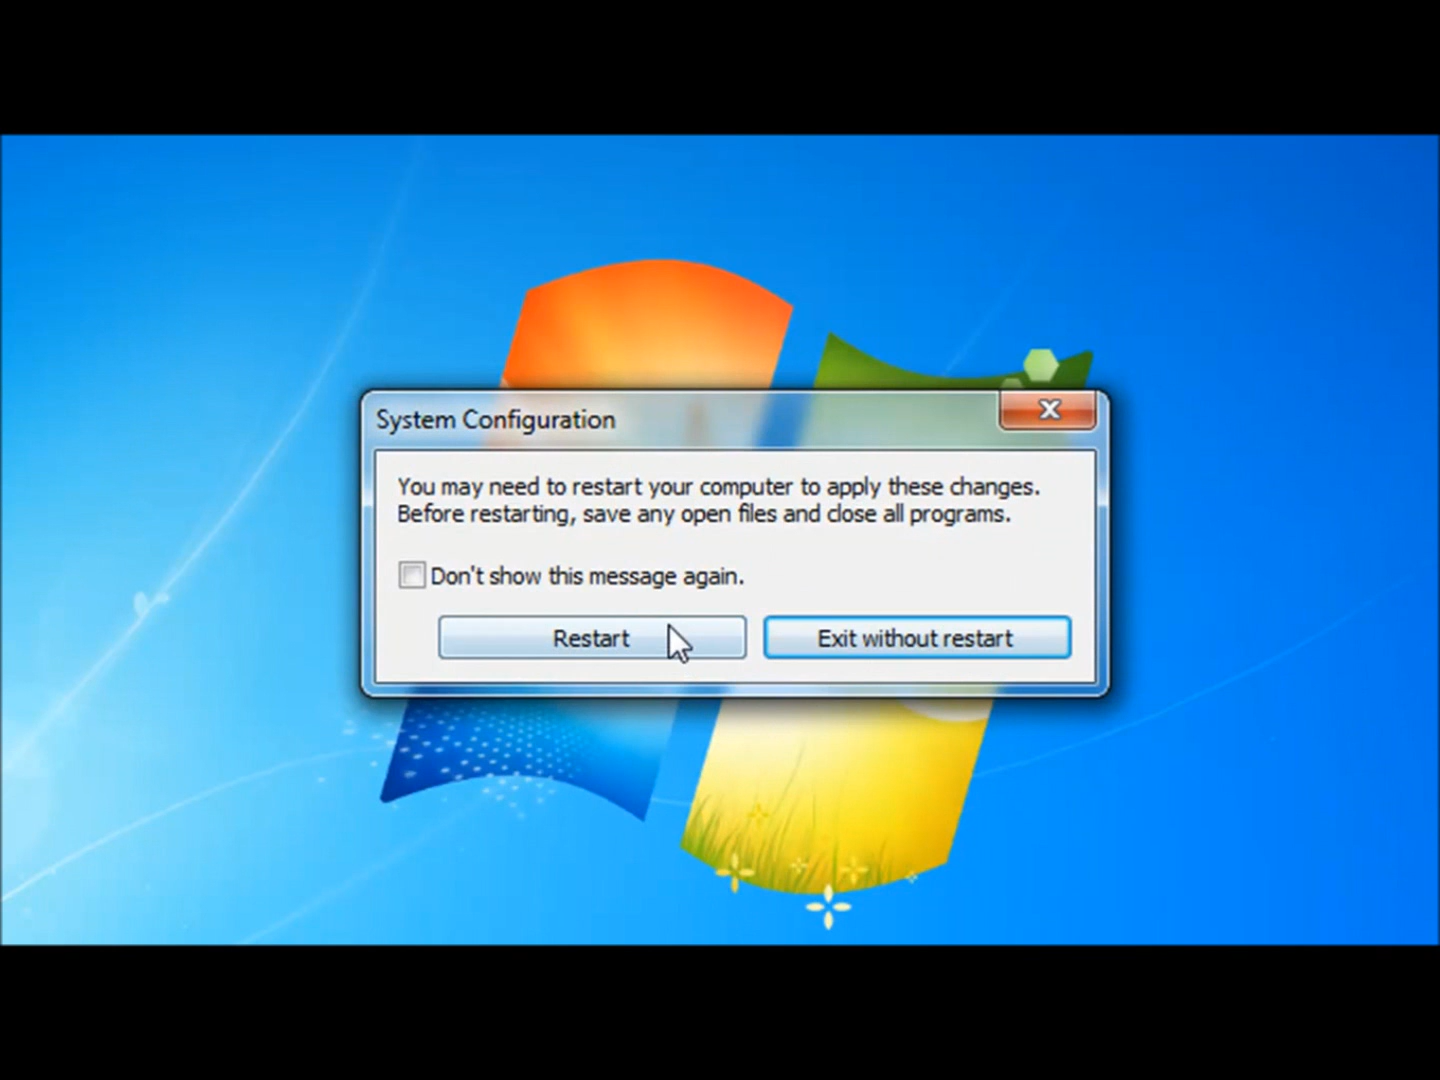 System Configuration
You may need to restart your computer to apply these changes.
Before restarting, save any open files and close all programs.
Don't show this message again.
Restart
Exit without restart